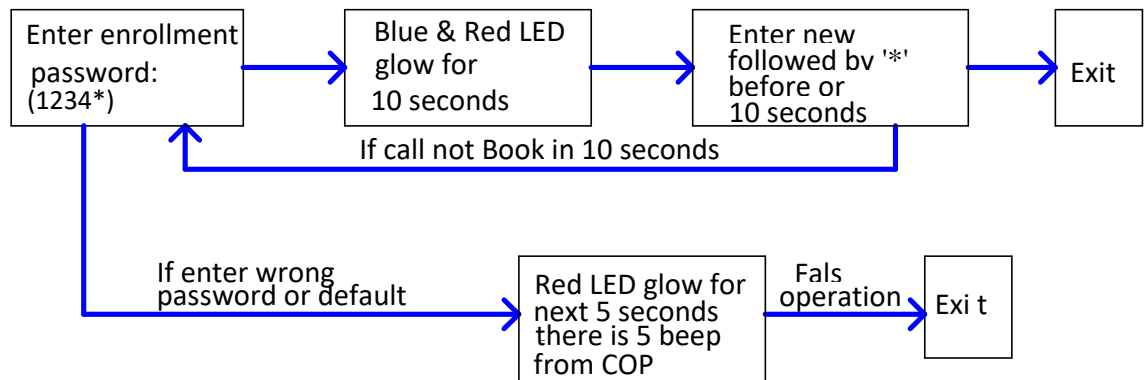 Enter enrollment
password:
(1234*)
Blue & Red LED
glow for
10 seconds
Enter new
followed by '*'
before or
10 seconds
Exit
If call not Book in 10 seconds
If enter wrong
password or default
Red LED glow for
next 5 seconds
there is 5 beep
from COP
Fals
operation
Exi t